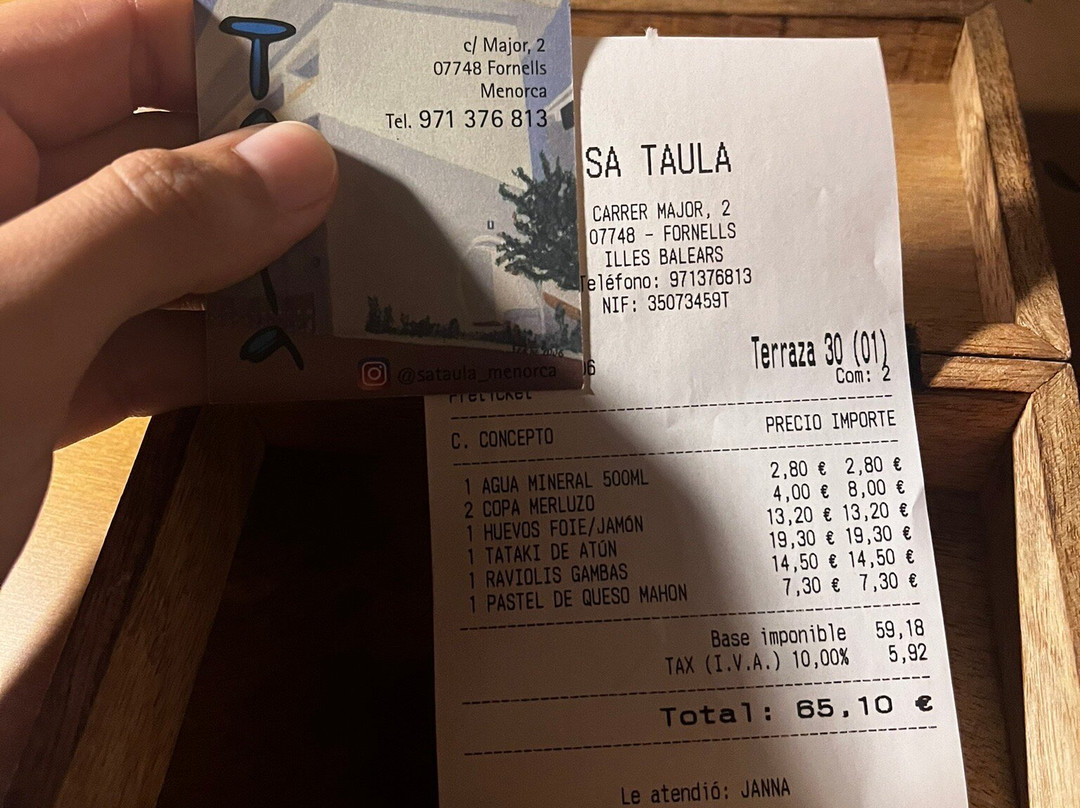 c/ Major, 2
07748 Fornells
Menorca
Tel. 971 376 813
@sataula_menorca
SA TAULA
CARRER MAJOR, 2
07748 - FORNELLS
ILLES BALEARS
Teléfono: 971376813
NIF: 35073459T
Terraza 30 (01)
06 Com: 2
Preticket
C. CONCEPTO PRECIO IMPORTE
1 AGUA MINERAL 500ML 2,80 € 2,80 €
2 COPA MERLUZO 4,00 € 8,00 €
1 HUEVOS FOIE/JAMÓN 13,20 € 13,20 €
1 TATAKI DE ATÚN 19,30 € 19,30 €
1 RAVIOLIS GAMBAS 14,50 € 14,50 €
1 PASTEL DE QUESO MAHON 7,30 € 7,30 €
Base imponible 59,18
TAX (I.V.A.) 10,00% 5,92
Total: 65,10 €
Le atendió: JANNA